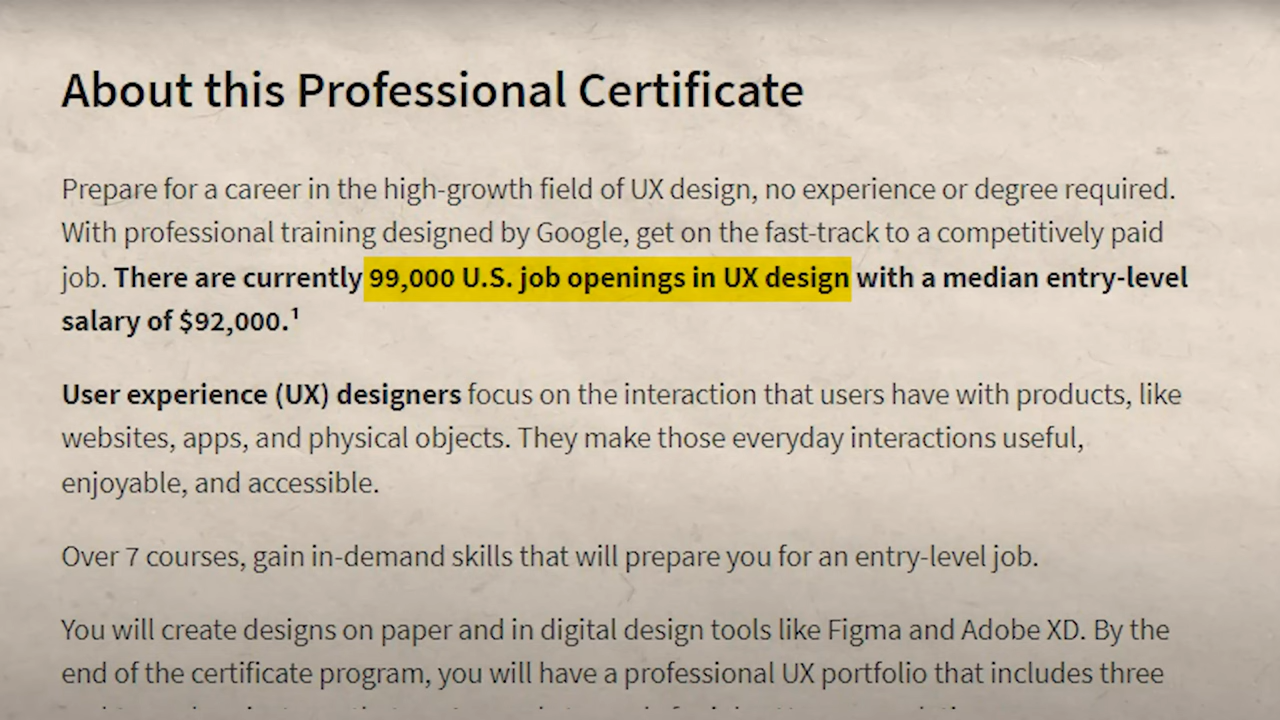 About this Professional Certificate
Prepare for a career in the high-growth field of UX design, no experience or degree required.
With professional training designed by Google, get on the fast-track to a competitively paid
job. There are currently 99,000 U.S. job openings in UX design with a median entry-level
salary of $92,000.¹
User experience (UX) designers focus on the interaction that users have with products, like
websites, apps, and physical objects. They make those everyday interactions useful,
enjoyable, and accessible.
Over 7 courses, gain in-demand skills that will prepare you for an entry-level job.
You will create designs on paper and in digital design tools like Figma and Adobe XD. By the
end of the certificate program, you will have a professional UX portfolio that includes three